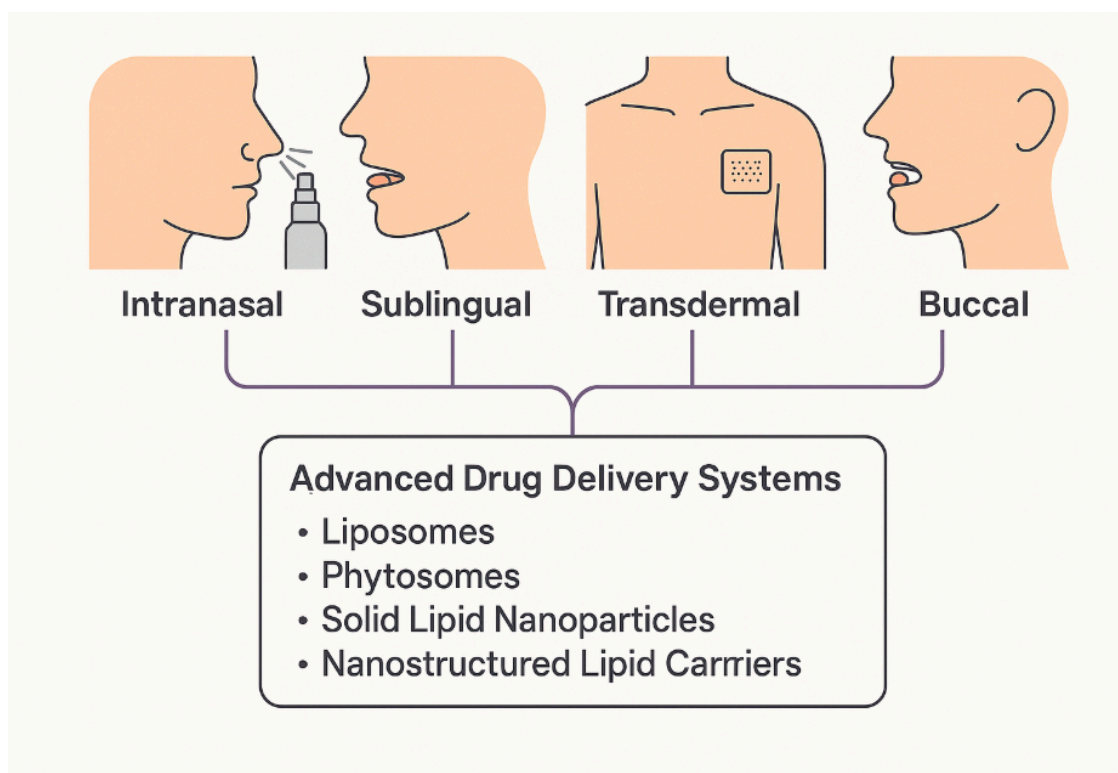 Intranasal Sublingual Transdermal Buccal
Advanced Drug Delivery Systems
• Liposomes
• Phytosomes
• Solid Lipid Nanoparticles
• Nanostructured Lipid Carrriers